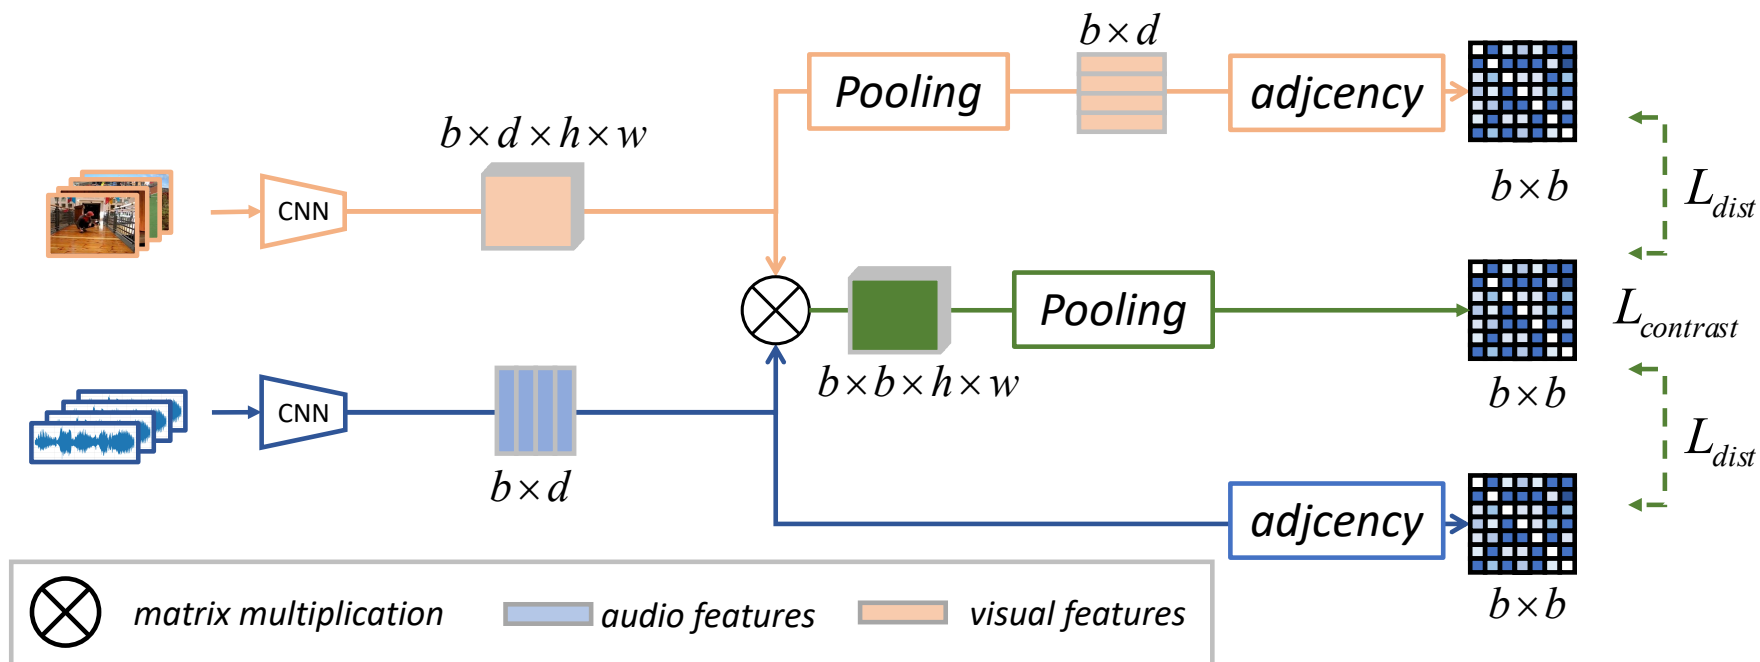 b × d
Pooling
adjcency
b × d × h × w
b × b
L_dist
CNN
Pooling
L_contrast
b × b × h × w
b × b
CNN
L_dist
b × d
adjcency
b × b
matrix multiplication
audio features
visual features